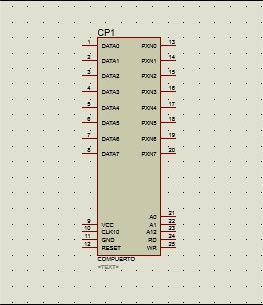 CP1
1 DATA0 PXN0 13
2 DATA1 PXN1 14
3 DATA2 PXN2 15
4 DATA3 PXN3 16
5 DATA4 PXN4 17
6 DATA5 PXN5 18
7 DATA6 PXN6 19
8 DATA7 PXN7 20
A0 21
9 VCC A1 22
10 CLK10 A12 23
11 GND RD 24
12 RESET WR 25
COMPUERTO
<TEXT>